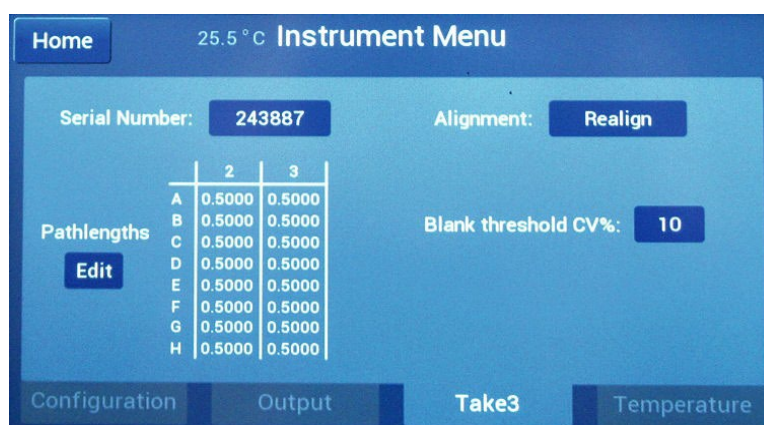 Home
25.5°C Instrument Menu
Serial Number: 243887
Alignment: Realign
2 3
A 0.5000 0.5000
B 0.5000 0.5000
C 0.5000 0.5000
D 0.5000 0.5000
E 0.5000 0.5000
F 0.5000 0.5000
G 0.5000 0.5000
H 0.5000 0.5000
Pathlengths
Edit
Blank threshold CV%: 10
Configuration Output Take3 Temperature